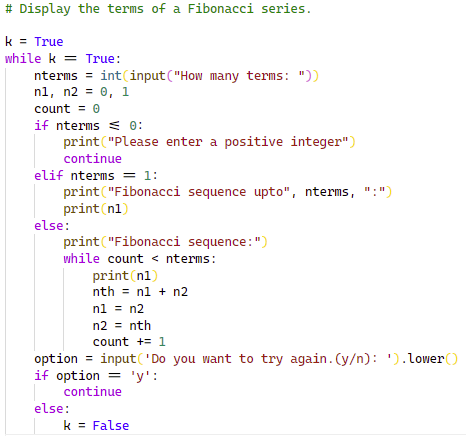 # Display the terms of a Fibonacci series.

k = True
while k == True:
    nterms = int(input("How many terms: "))
    n1, n2 = 0, 1
    count = 0
    if nterms <= 0:
        print("Please enter a positive integer")
        continue
    elif nterms == 1:
        print("Fibonacci sequence upto", nterms, ":")
        print(n1)
    else:
        print("Fibonacci sequence:")
        while count < nterms:
            print(n1)
            nth = n1 + n2
            n1 = n2
            n2 = nth
            count += 1
    option = input('Do you want to try again.(y/n): ').lower()
    if option == 'y':
        continue
    else:
        k = False